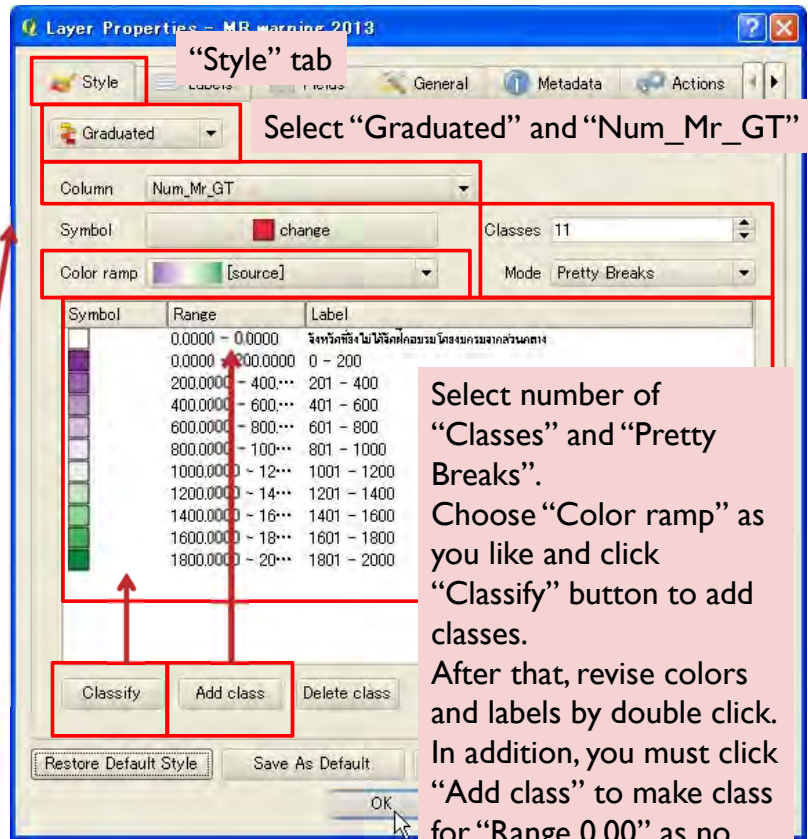 Layer Properties - MR warning 2013
“Style” tab
Style
Labels
Fields
General
Metadata
Actions
Graduated
Select “Graduated” and “Num_Mr_GT”
Column Num_Mr_GT
Symbol change Classes 11
Color ramp [source] Mode Pretty Breaks
Symbol Range Label
0.0000 - 0.0000
0.0000 - 200.0000 0 - 200
200.0000 - 400.··· 201 - 400
400.0000 - 600.··· 401 - 600
600.0000 - 800.··· 601 - 800
800.0000 - 100··· 801 - 1000
1000.0000 - 12··· 1001 - 1200
1200.0000 - 14··· 1201 - 1400
1400.0000 - 16··· 1401 - 1600
1600.0000 - 18··· 1601 - 1800
1800.0000 - 20··· 1801 - 2000
Select number of
“Classes” and “Pretty
Breaks”.
Choose “Color ramp” as
you like and click
“Classify” button to add
classes.
After that, revise colors
and labels by double click.
In addition, you must click
“Add class” to make class
for “Range 0.00” as no
Classify Add class Delete class
Restore Default Style Save As Default
OK